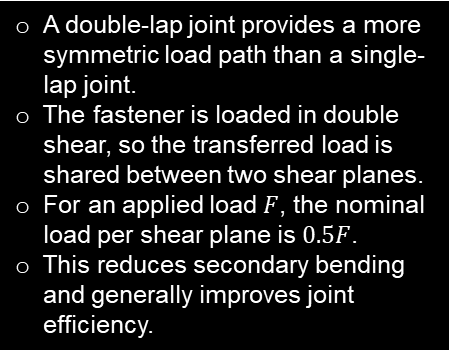 ○ A double-lap joint provides a more
symmetric load path than a single-
lap joint.
○ The fastener is loaded in double
shear, so the transferred load is
shared between two shear planes.
○ For an applied load F, the nominal
load per shear plane is 0.5F.
○ This reduces secondary bending
and generally improves joint
efficiency.